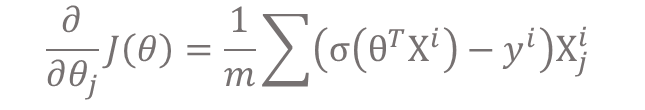 ∂/∂θⱼ J(θ) = 1/m ∑(σ(θᵀXⁱ) − yⁱ)Xⱼⁱ